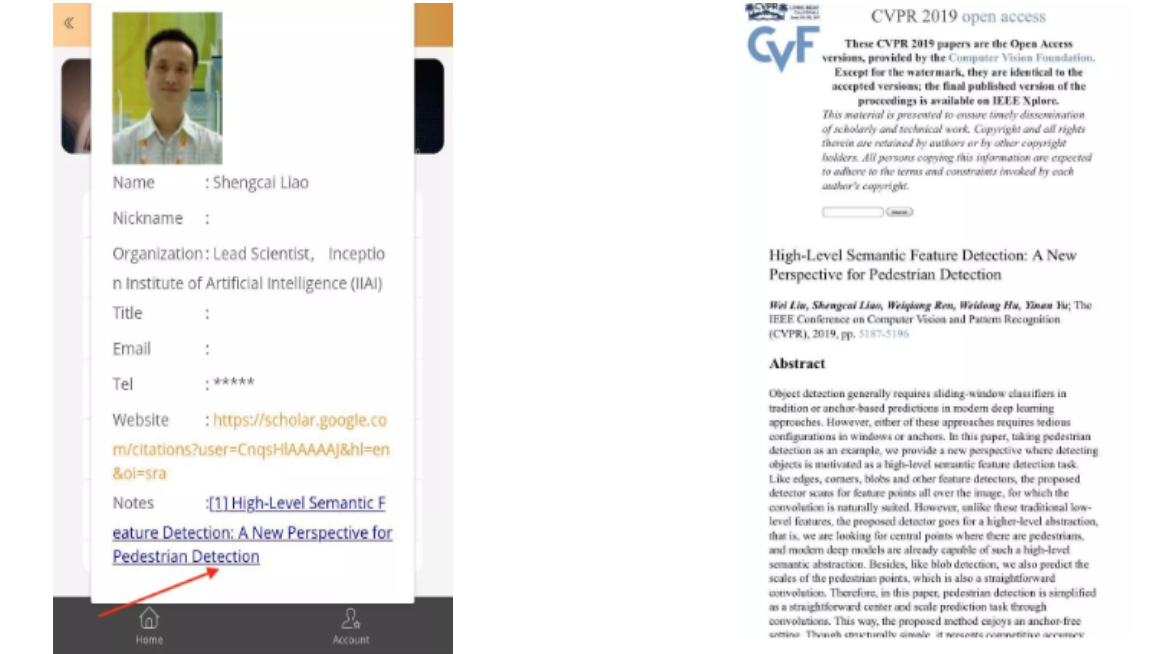 «
Name : Shengcai Liao
Nickname :
Organization : Lead Scientist, Inceptio
n Institute of Artificial Intelligence (IIAI)
Title :
Email :
Tel : *****
Website : https://scholar.google.co
m/citations?user=CnqsHlAAAAAJ&hl=en
&oi=sra
Notes :[1] High-Level Semantic F
eature Detection: A New Perspective for
Pedestrian Detection
Home
Account
CVPR
CVF
CVPR 2019 open access
These CVPR 2019 papers are the Open Access
versions, provided by the Computer Vision Foundation.
Except for the watermark, they are identical to the
accepted versions; the final published version of the
proceedings is available on IEEE Xplore.
This material is presented to ensure timely dissemination
of scholarly and technical work. Copyright and all rights
therein are retained by authors or by other copyright
holders. All persons copying this information are expected
to adhere to the terms and constraints invoked by each
author's copyright.
Search
High-Level Semantic Feature Detection: A New
Perspective for Pedestrian Detection
Wei Liu, Shengcai Liao, Weiqiang Ren, Weidong Hu, Yinan Yu; The
IEEE Conference on Computer Vision and Pattern Recognition
(CVPR), 2019, pp. 5187-5196
Abstract
Object detection generally requires sliding-window classifiers in
tradition or anchor-based predictions in modern deep learning
approaches. However, either of these approaches requires tedious
configurations in windows or anchors. In this paper, taking pedestrian
detection as an example, we provide a new perspective where detecting
objects is motivated as a high-level semantic feature detection task.
Like edges, corners, blobs and other feature detectors, the proposed
detector scans for feature points all over the image, for which the
convolution is naturally suited. However, unlike these traditional low-
level features, the proposed detector goes for a higher-level abstraction,
that is, we are looking for central points where there are pedestrians,
and modern deep models are already capable of such a high-level
semantic abstraction. Besides, like blob detection, we also predict the
scales of the pedestrian points, which is also a straightforward
convolution. Therefore, in this paper, pedestrian detection is simplified
as a straightforward center and scale prediction task through
convolutions. This way, the proposed method enjoys an anchor-free
setting. Though structurally simple, it presents competitive accuracy